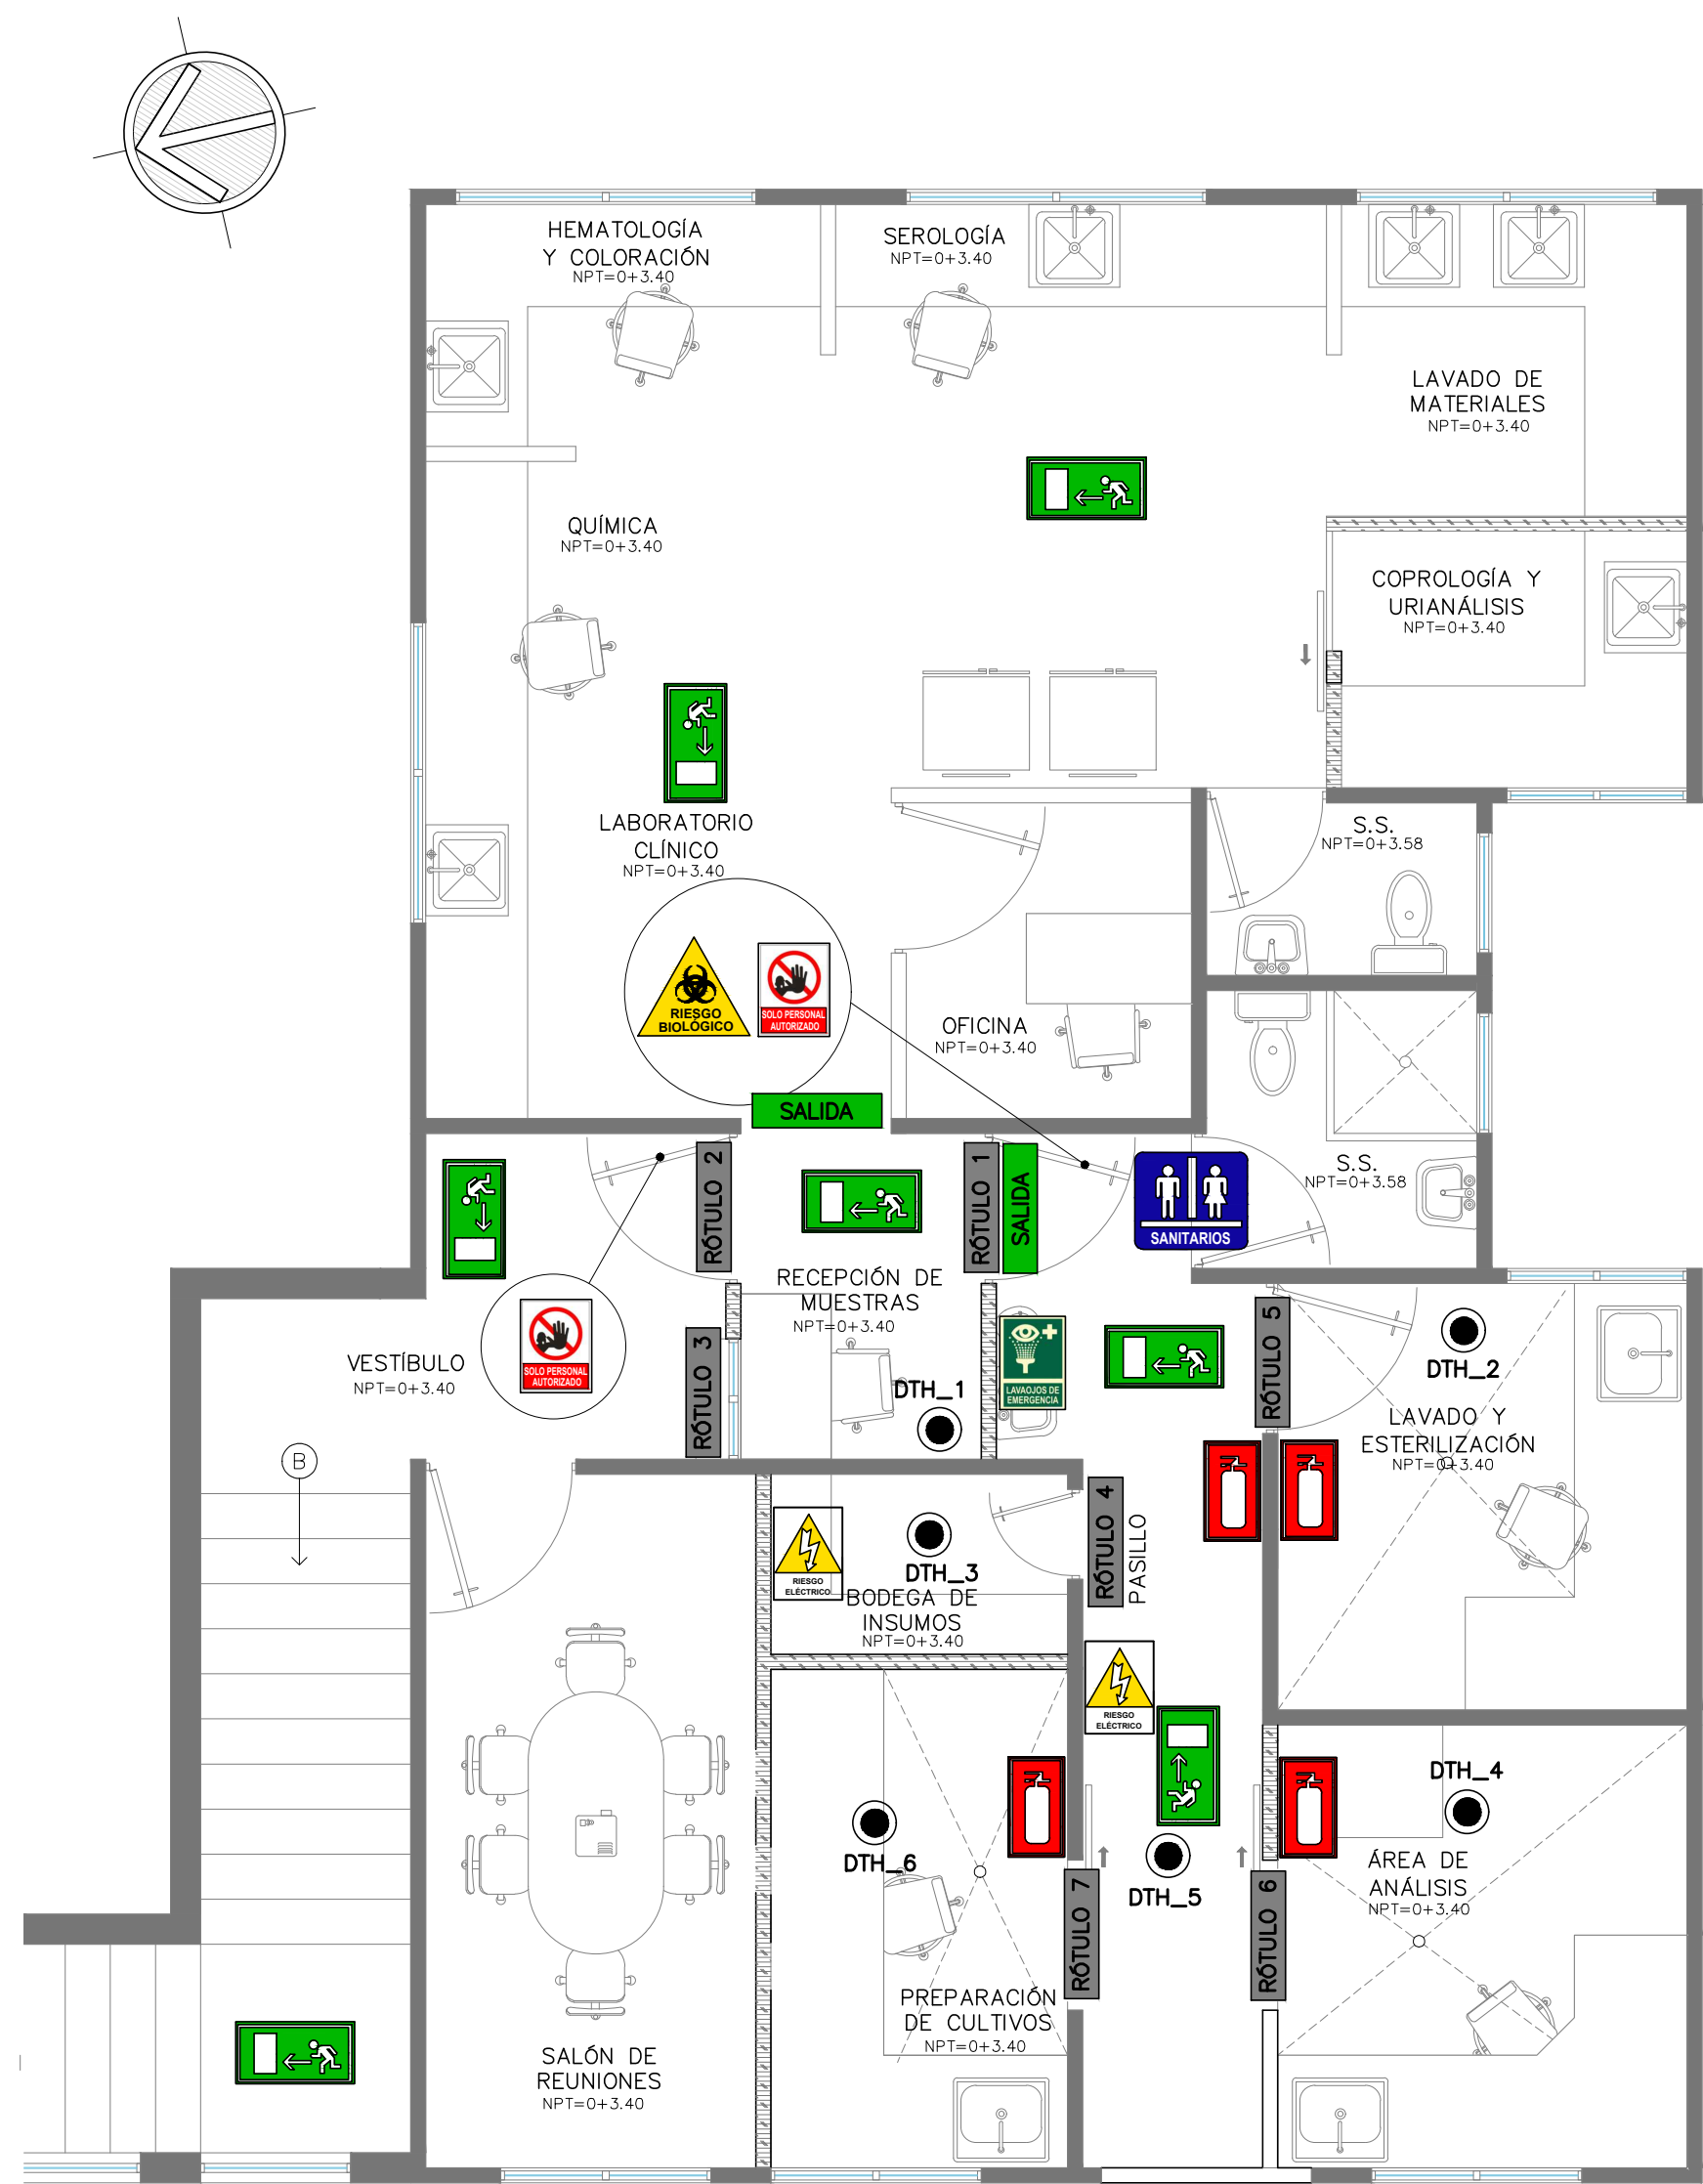 HEMATOLOGÍA
Y COLORACIÓN
NPT=0+3.40
SEROLOGÍA
NPT=0+3.40
LAVADO DE
MATERIALES
NPT=0+3.40
QUÍMICA
NPT=0+3.40
COPROLOGÍA Y
URIANÁLISIS
NPT=0+3.40
LABORATORIO
CLÍNICO
NPT=0+3.40
S.S.
NPT=0+3.58
RIESGO
BIOLÓGICO
SOLO PERSONAL
AUTORIZADO
OFICINA
NPT=0+3.40
SALIDA
RÓTULO 2
RÓTULO 1
SALIDA
SANITARIOS
S.S.
NPT=0+3.58
RECEPCIÓN DE
MUESTRAS
NPT=0+3.40
VESTÍBULO
NPT=0+3.40
SOLO PERSONAL
AUTORIZADO
RÓTULO 3
DTH_1
LAVAOJOS DE
EMERGENCIA
RÓTULO 5
DTH_2
LAVADO Y
ESTERILIZACIÓN
NPT=0+3.40
B
RIESGO
ELÉCTRICO
DTH_3
BODEGA DE
INSUMOS
NPT=0+3.40
RÓTULO 4
PASILLO
RIESGO
ELÉCTRICO
DTH_4
ÁREA DE
ANÁLISIS
NPT=0+3.40
DTH_6
DTH_5
RÓTULO 7
RÓTULO 6
PREPARACIÓN
DE CULTIVOS
NPT=0+3.40
SALÓN DE
REUNIONES
NPT=0+3.40